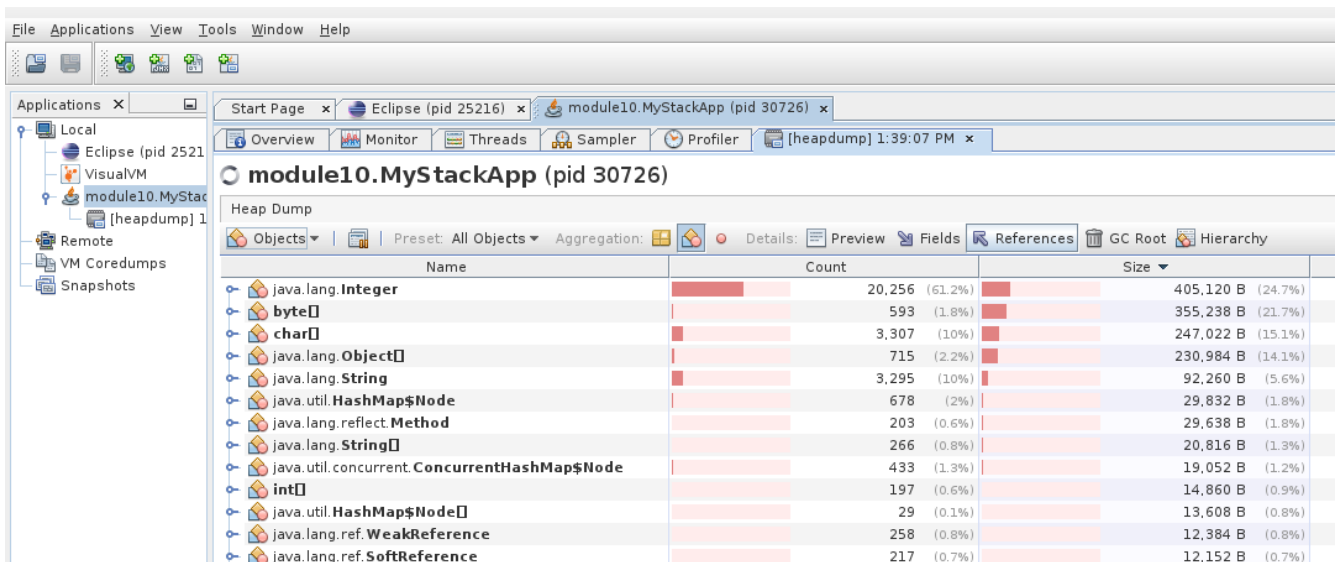 File Applications View Tools Window Help
Applications
Local
Eclipse (pid 2521
VisualVM
module10.MyStac
[heapdump] 1
Remote
VM Coredumps
Snapshots
Start Page Eclipse (pid 25216) module10.MyStackApp (pid 30726)
Overview Monitor Threads Sampler Profiler [heapdump] 1:39:07 PM
module10.MyStackApp (pid 30726)
Heap Dump
Objects Preset: All Objects Aggregation: Details: Preview Fields References GC Root Hierarchy
Name Count Size
java.lang.Integer 20,256 (61.2%) 405,120 B (24.7%)
byte[] 593 (1.8%) 355,238 B (21.7%)
char[] 3,307 (10%) 247,022 B (15.1%)
java.lang.Object[] 715 (2.2%) 230,984 B (14.1%)
java.lang.String 3,295 (10%) 92,260 B (5.6%)
java.util.HashMap$Node 678 (2%) 29,832 B (1.8%)
java.lang.reflect.Method 203 (0.6%) 29,638 B (1.8%)
java.lang.String[] 266 (0.8%) 20,816 B (1.3%)
java.util.concurrent.ConcurrentHashMap$Node 433 (1.3%) 19,052 B (1.2%)
int[] 197 (0.6%) 14,860 B (0.9%)
java.util.HashMap$Node[] 29 (0.1%) 13,608 B (0.8%)
java.lang.ref.WeakReference 258 (0.8%) 12,384 B (0.8%)
java.lang.ref.SoftReference 217 (0.7%) 12,152 B (0.7%)